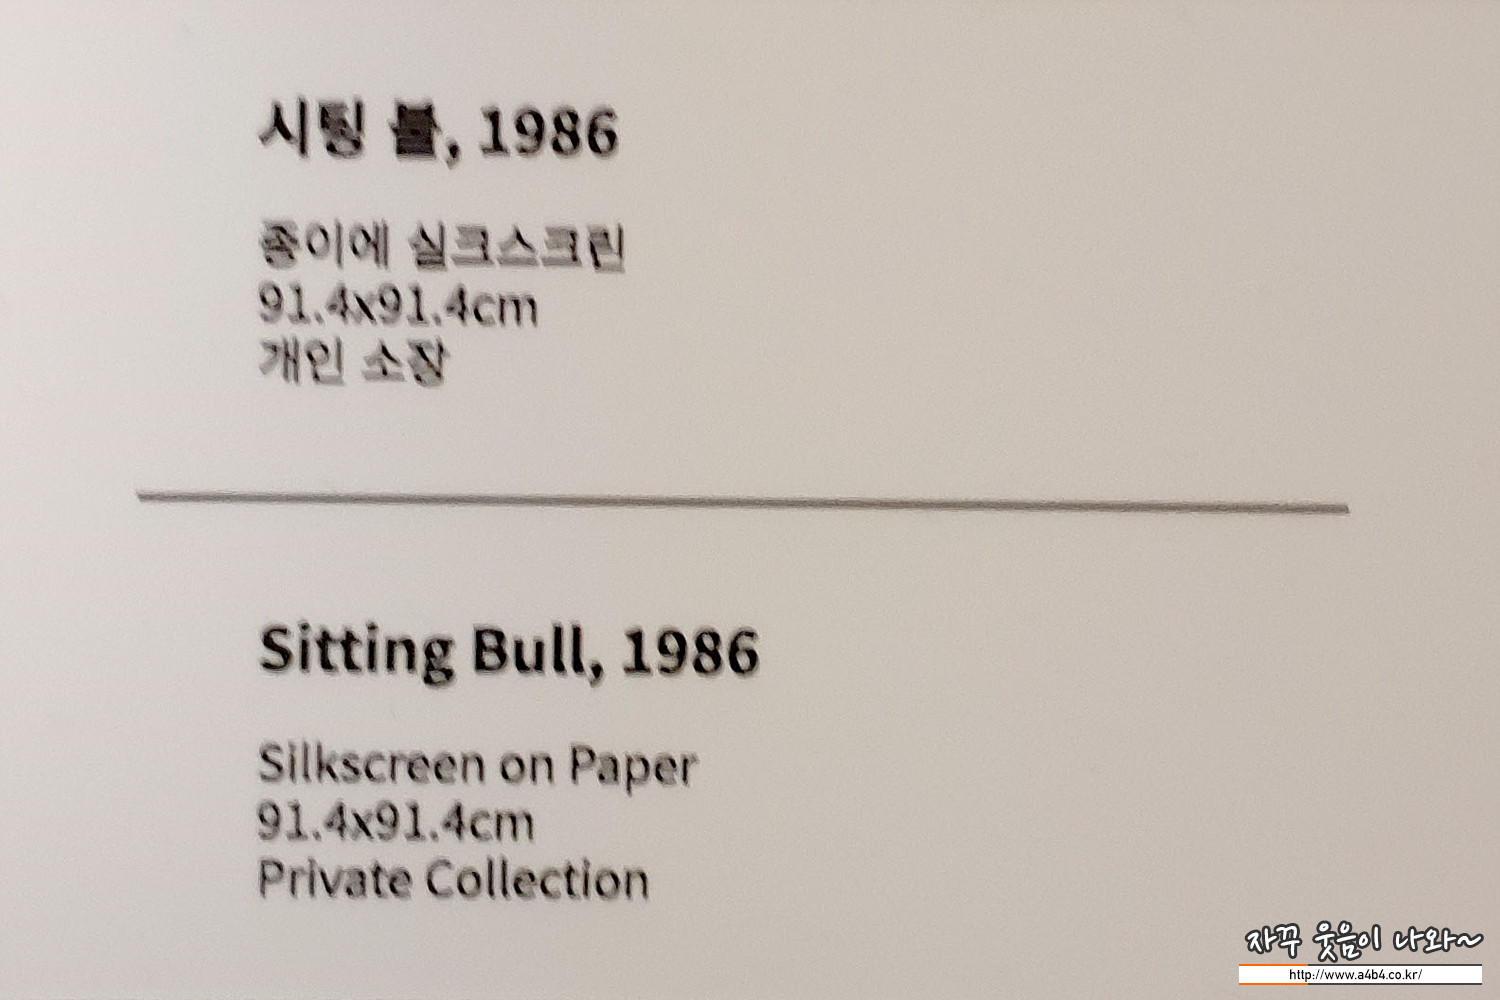 시팅 불, 1986
종이에 실크스크린
91.4x91.4cm
개인 소장
Sitting Bull, 1986
Silkscreen on Paper
91.4x91.4cm
Private Collection
자꾸 웃음이 나와~
http://www.a4b4.co.kr/